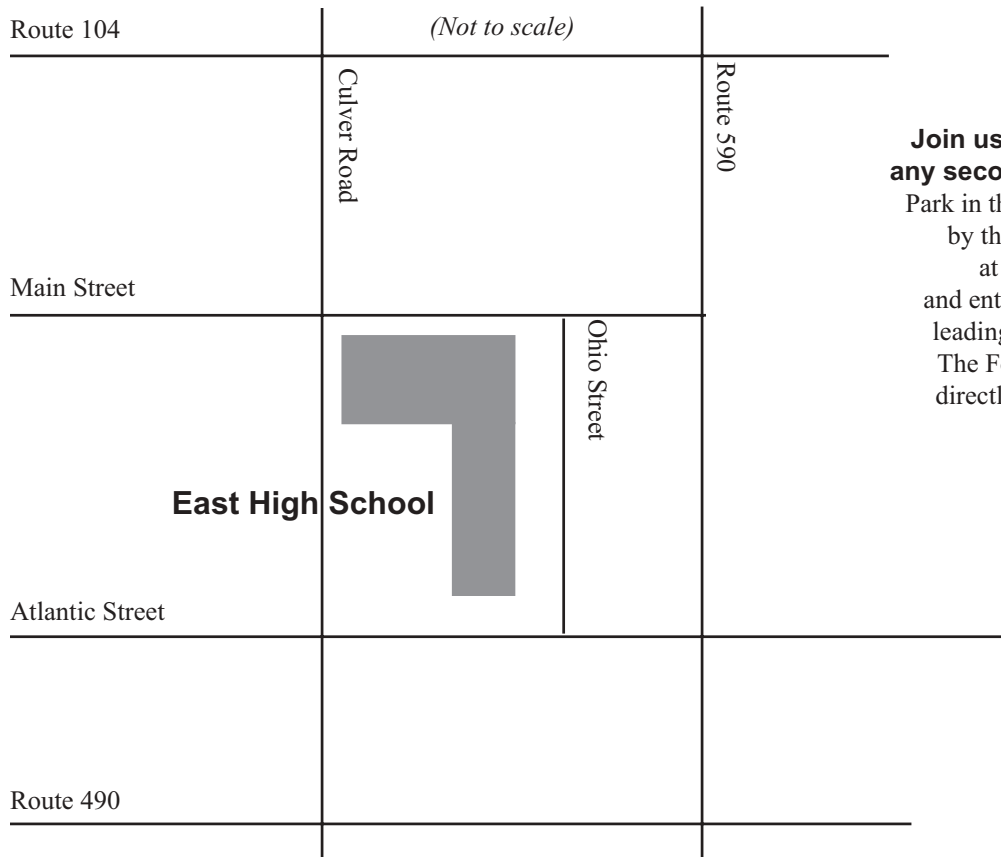 Route 104
(Not to scale)
Culver Road
Route 590
Join us
any
Park in
by
at
and
leading
The
Main Street
Ohio Street
East High School
Atlantic Street
Route 490